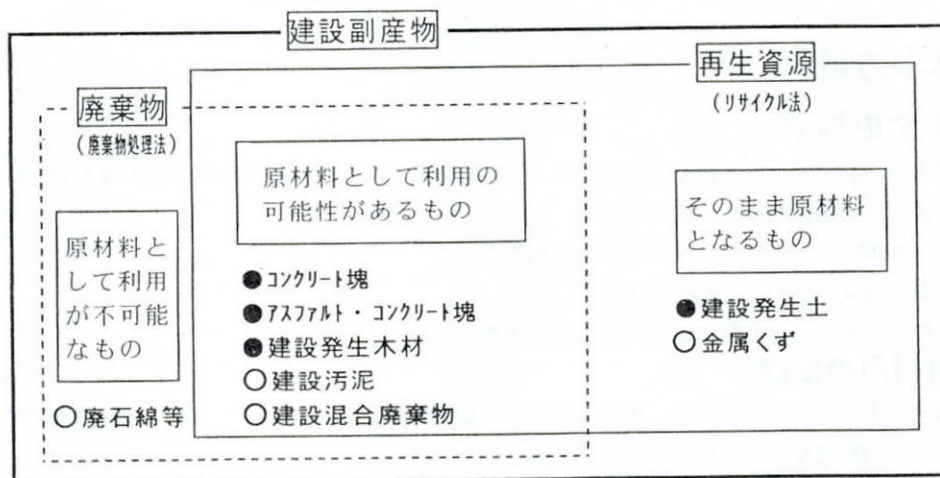 建設副産物
再生資源
(リサイクル法)
廃棄物
(廃棄物処理法)
原材料として利用の
可能性があるもの
そのまま原材料
となるもの
原材料と
して利用
が不可能
なもの
●コンクリート塊
●アスファルト・コンクリート塊
●建設発生木材
○建設汚泥
○建設混合廃棄物
●建設発生土
○金属くず
○廃石綿等